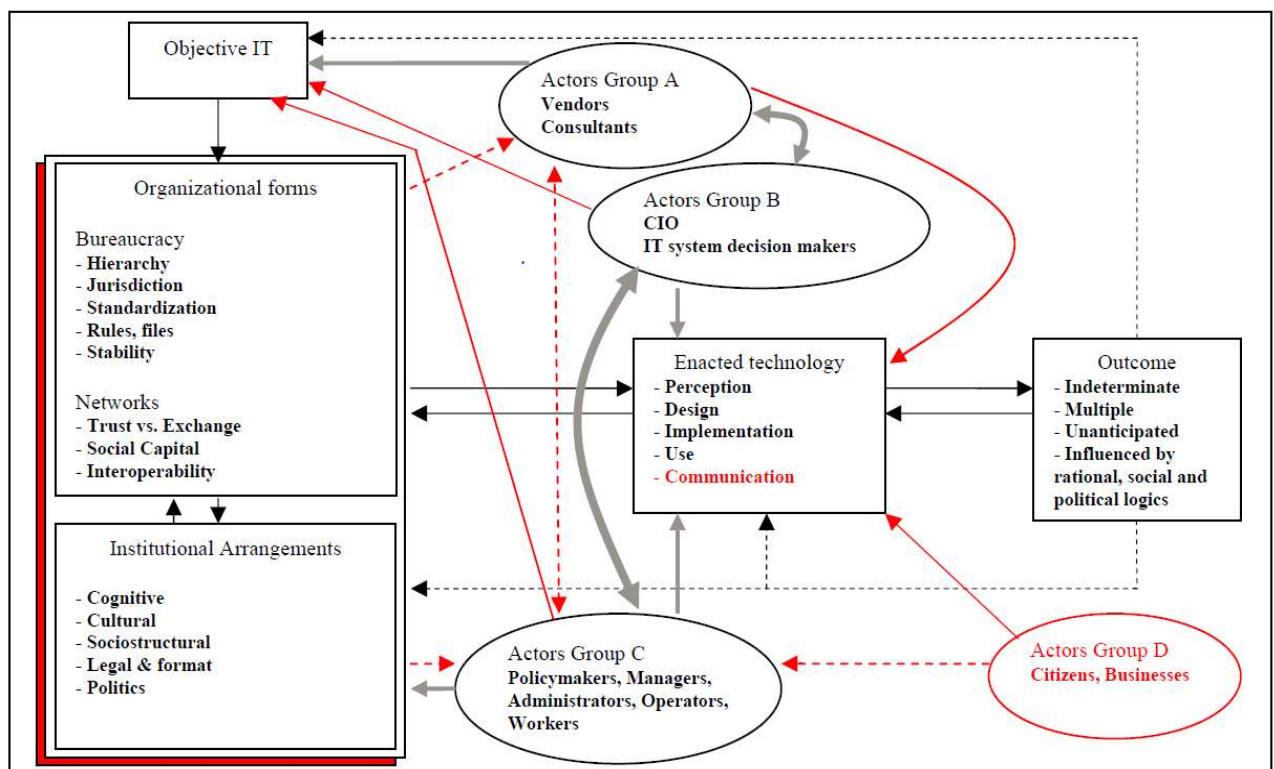 Objective IT
Actors Group A
Vendors
Consultants
Actors Group B
CIO
IT system decision makers
Organizational forms
Bureaucracy
- Hierarchy
- Jurisdiction
- Standardization
- Rules, files
- Stability
Networks
- Trust vs. Exchange
- Social Capital
- Interoperability
Enacted technology
- Perception
- Design
- Implementation
- Use
- Communication
Outcome
- Indeterminate
- Multiple
- Unanticipated
- Influenced by
rational, social and
political logics
Institutional Arrangements
- Cognitive
- Cultural
- Sociostructural
- Legal & format
- Politics
Actors Group C
Policymakers, Managers,
Administrators, Operators,
Workers
Actors Group D
Citizens, Businesses